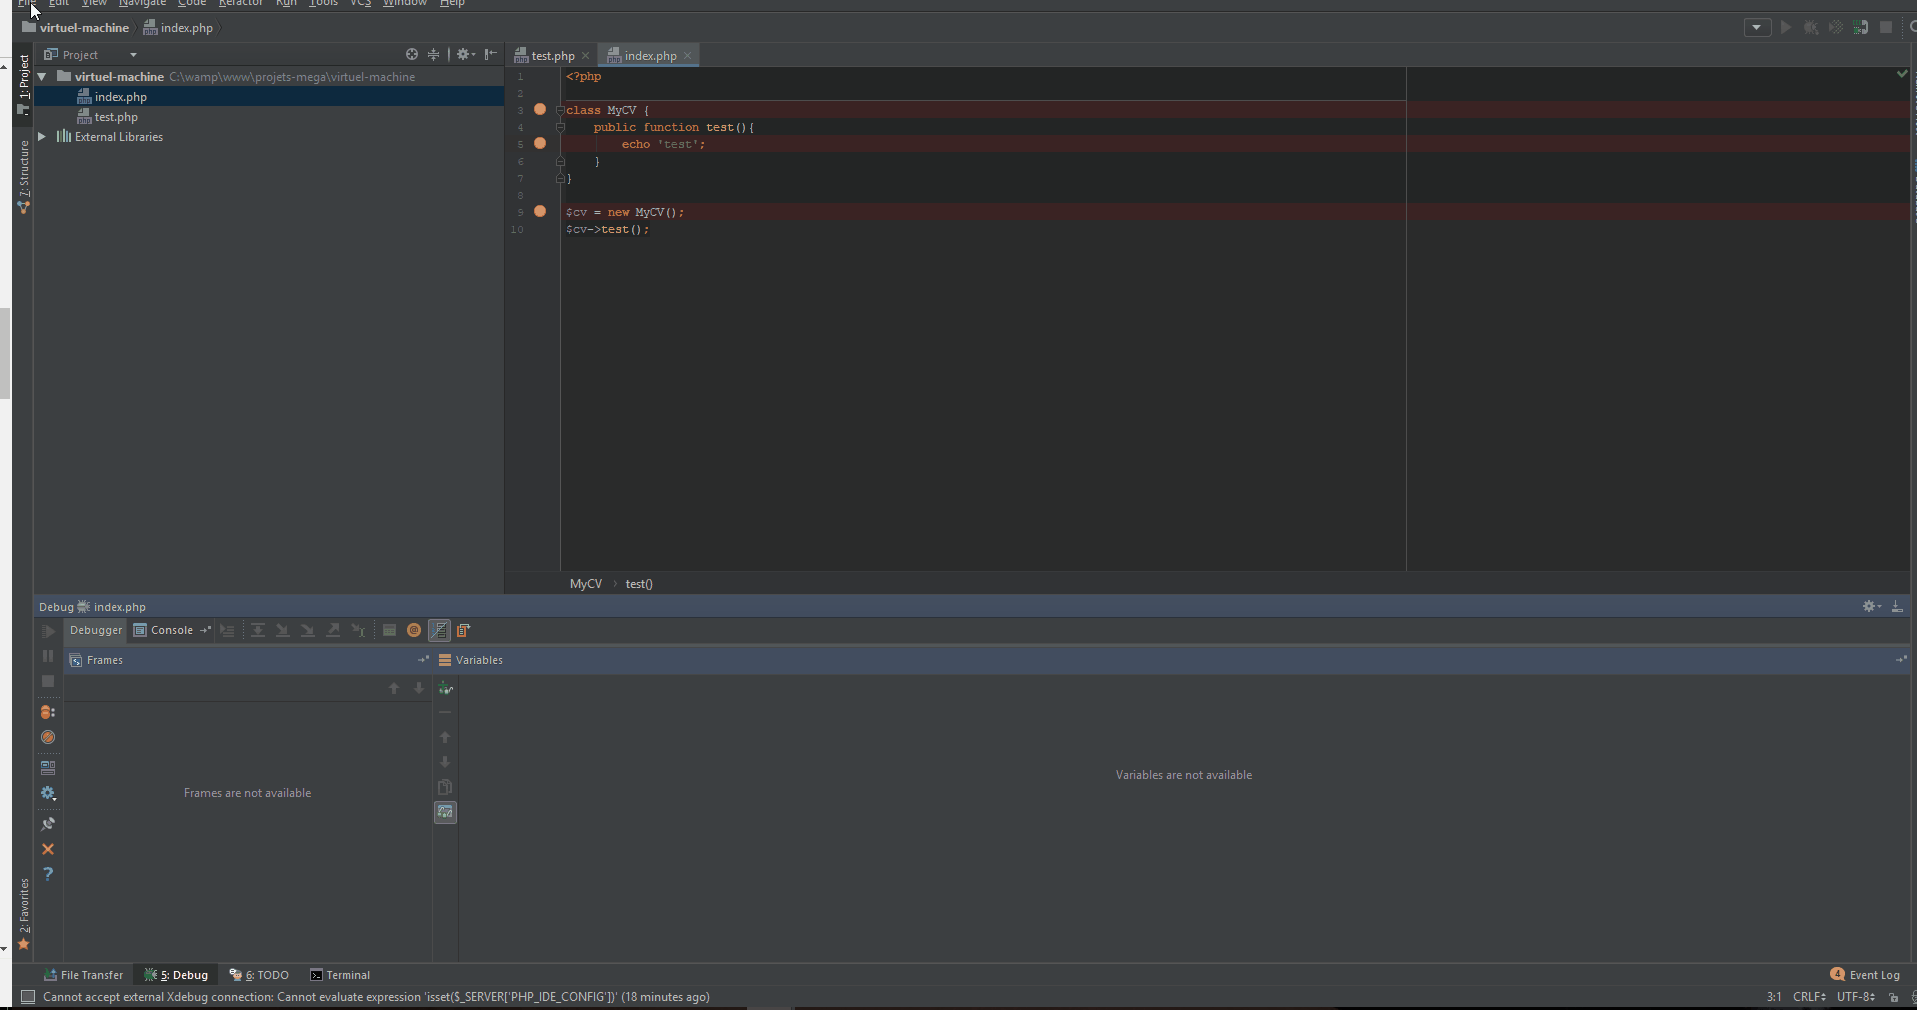 File Edit View Navigate Code Refactor Run Tools VCS Window Help
virtuel-machine index.php
Project
test.php index.php
1: Project
7: Structure
2: Favorites
virtuel-machine C:\wamp\www\projets-mega\virtuel-machine
index.php
test.php
External Libraries
1 <?php
2
3 class MyCV {
4 public function test(){
5 echo 'test';
6 }
7 }
8
9 $cv = new MyCV();
10 $cv->test();
MyCV test()
Debug index.php
Debugger Console
Frames
Variables
Frames are not available
Variables are not available
File Transfer 5: Debug 6: TODO Terminal
4 Event Log
Cannot accept external Xdebug connection: Cannot evaluate expression 'isset($_SERVER['PHP_IDE_CONFIG'])' (18 minutes ago)
3:1 CRLF UTF-8